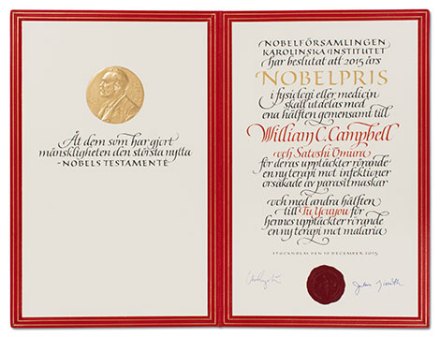 Åt dem som har gjort
mänskligheten den största nytta
-NOBELS TESTAMENTE
NOBELFÖRSAMLINGEN
KAROLINSKA INSTITUTET
har beslutat att 2015 års
NOBELPRIS
i fysiologi eller medicin
skall utdelas med
ena hälften gemensamt till
William C. Campbell
och Satoshi Ōmura
för deras upptäckter rörande
en ny terapi mot infektioner
orsakade av parasitmaskar
och med andra hälften
till Tu Youyou för
hennes upptäckter rörande
en ny terapi mot malaria
STOCKHOLM DEN 10 DECEMBER 2015